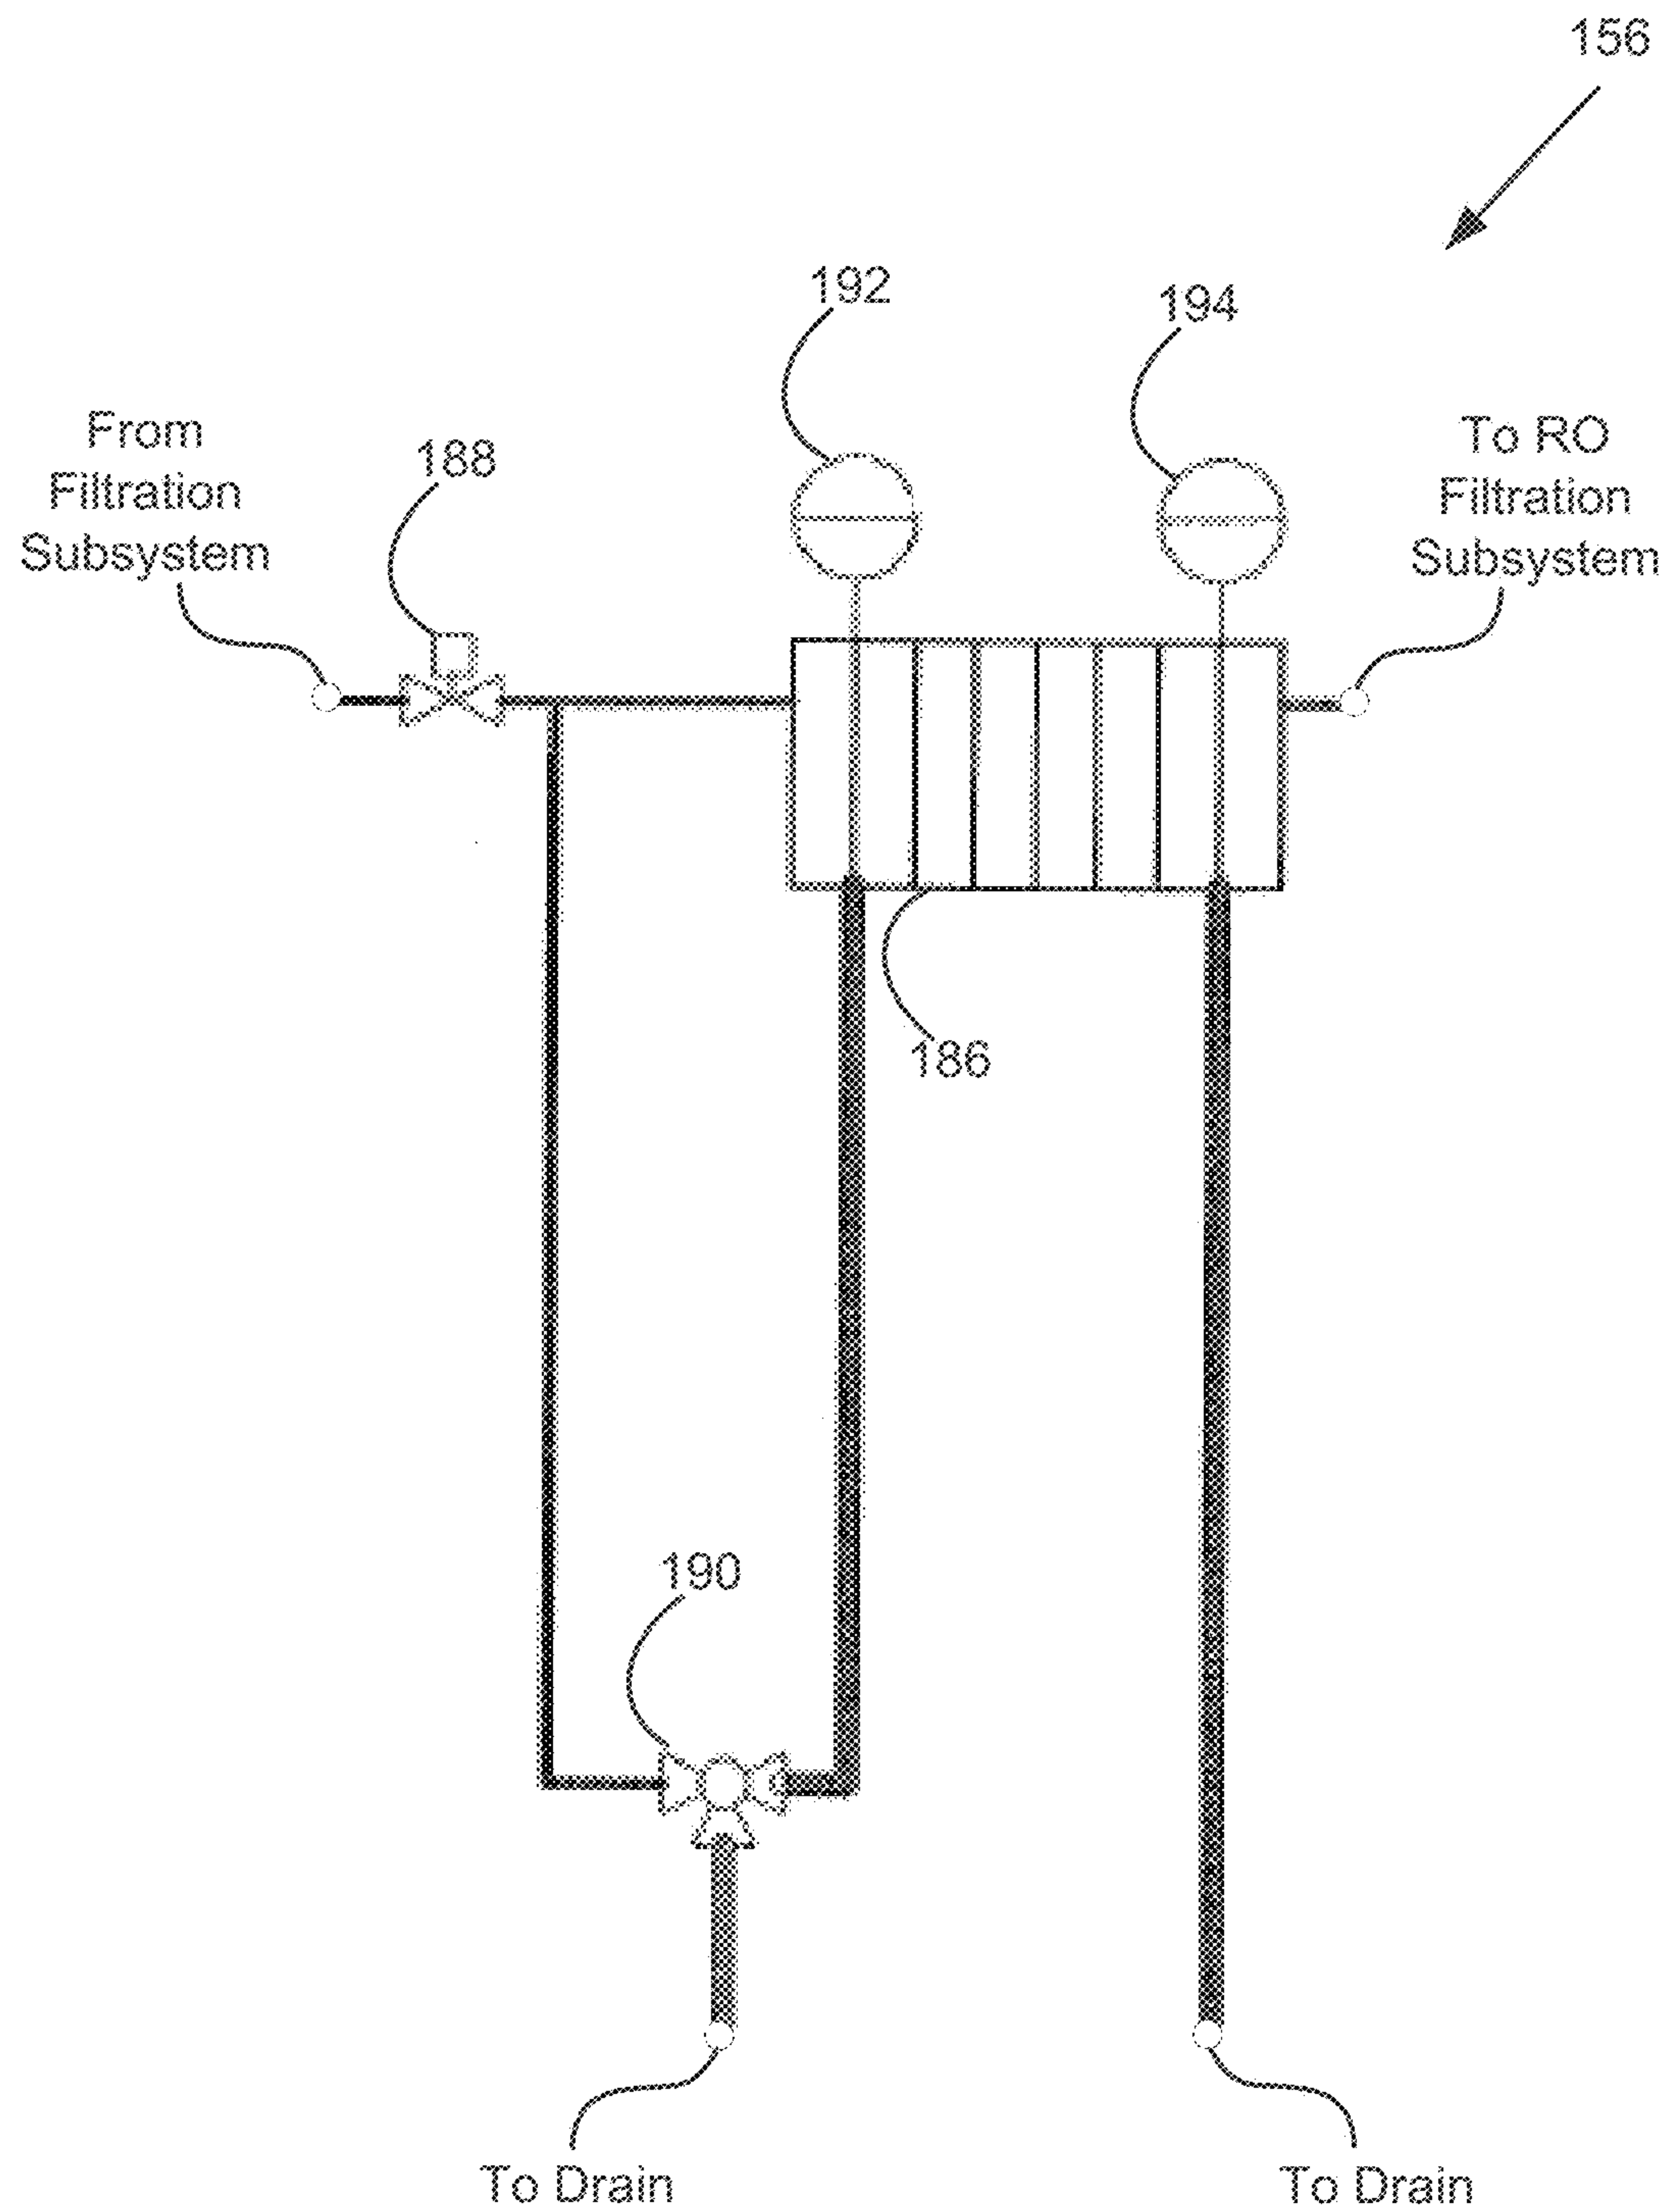 156
192
194
From
Filtration
Subsystem
188
To RO
Filtration
Subsystem
186
190
To Drain
To Drain